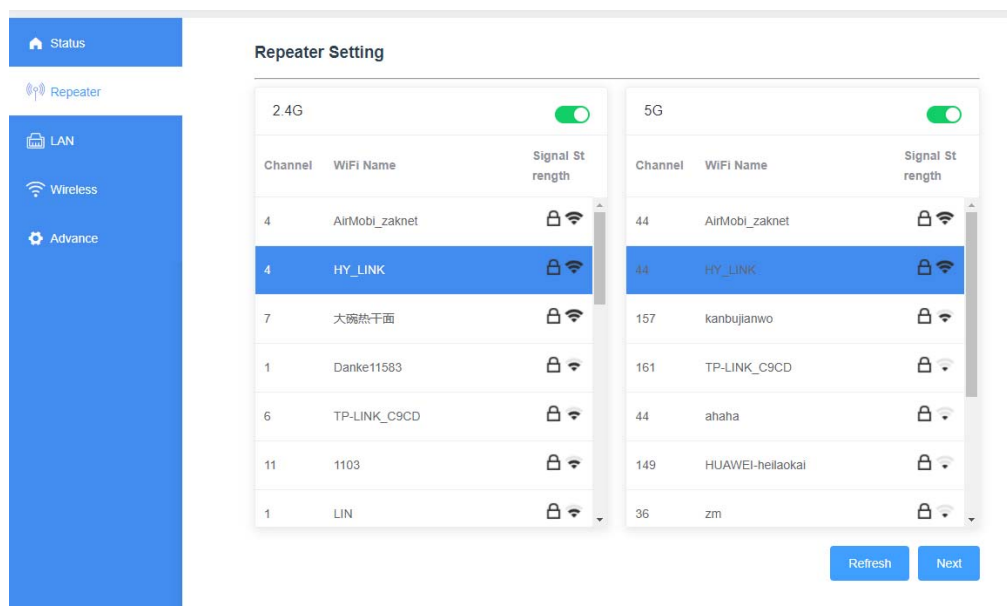 Status
Repeater
LAN
Wireless
Advance
Repeater Setting
2.4G
Channel WiFi Name Signal St
rength
4 AirMobi_zaknet
4 HY_LINK
7 大碗热干面
1 Danke11583
6 TP-LINK_C9CD
11 1103
1 LIN
5G
Channel WiFi Name Signal St
rength
44 AirMobi_zaknet
44 HY_LINK
157 kanbujianwo
161 TP-LINK_C9CD
44 ahaha
149 HUAWEI-heilaokai
36 zm
Refresh Next